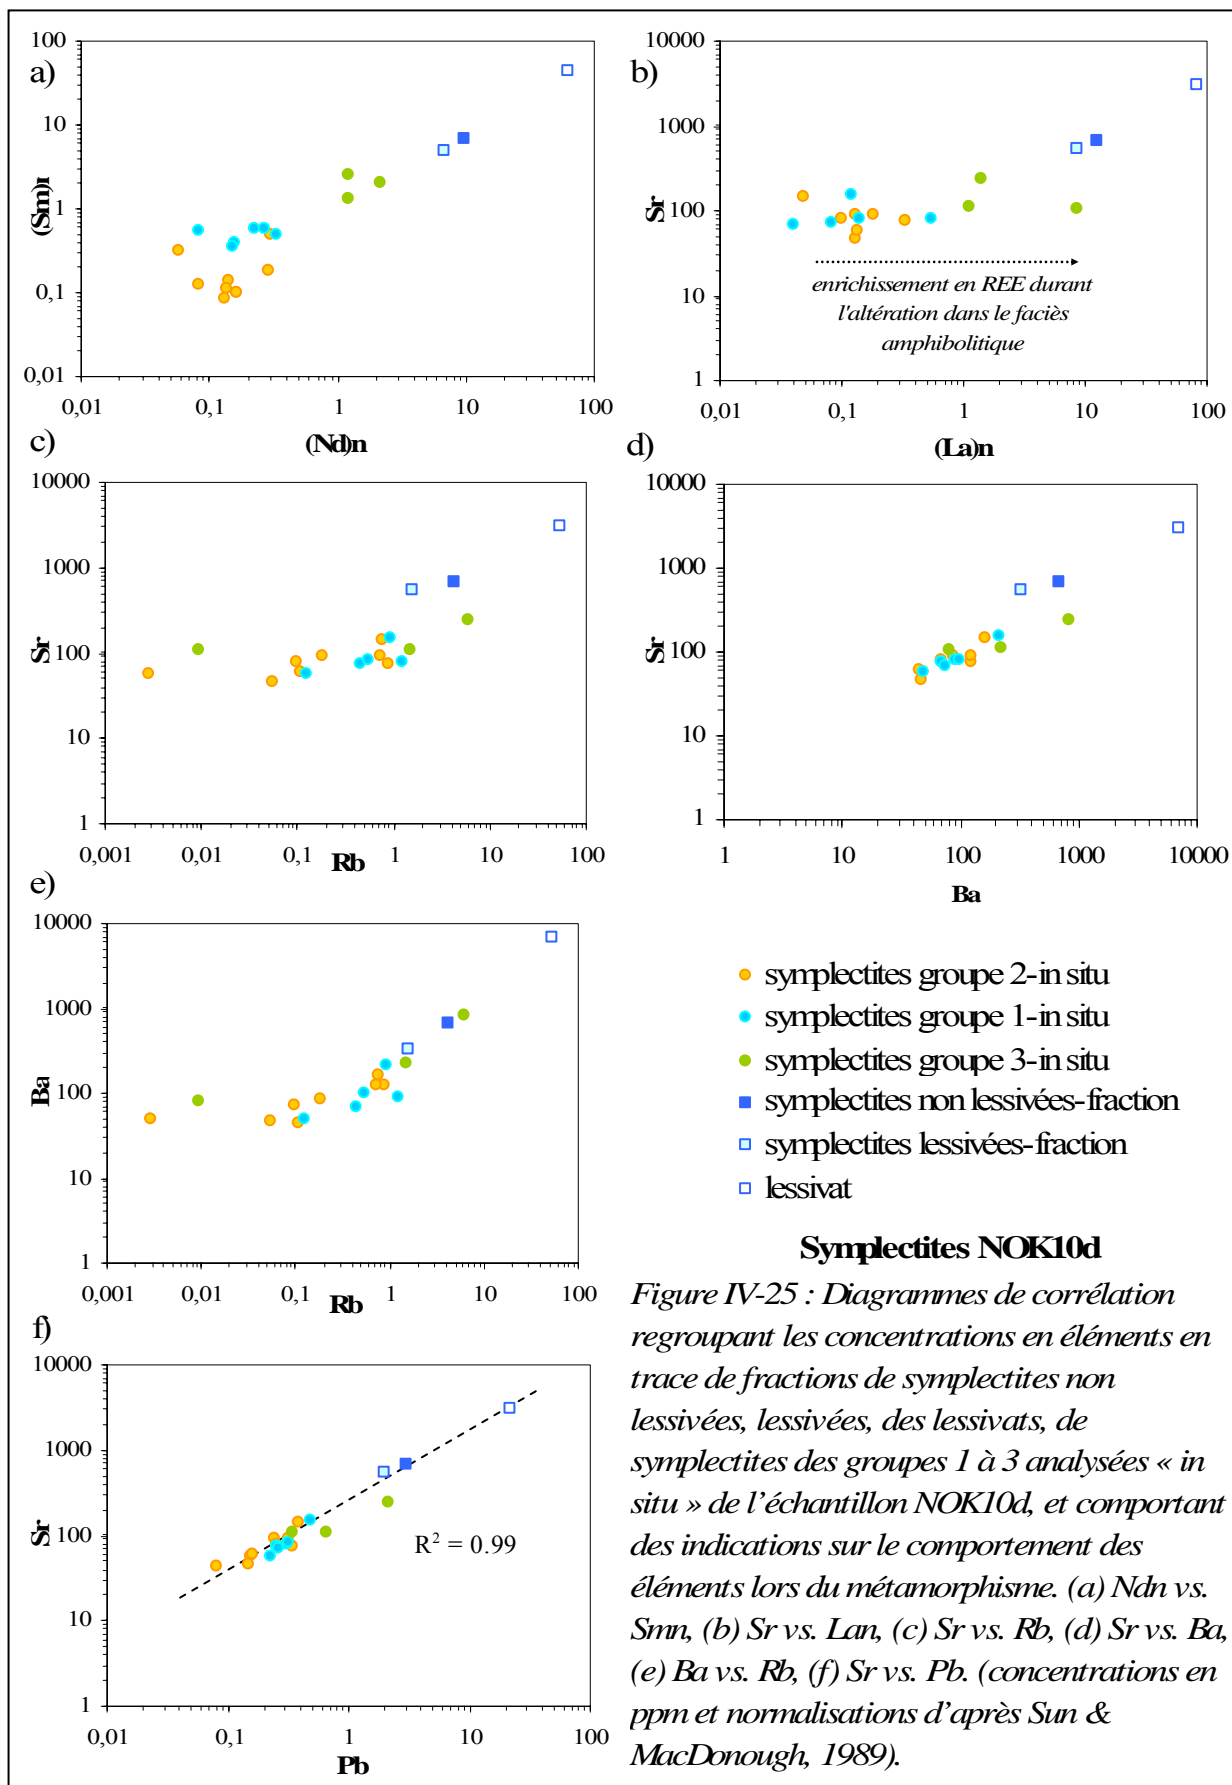 a)
100
10
1
0,1
0,01
(Sm)n
0,01 0,1 1 10 100
(Nd)n
b)
10000
1000
100
10
1
Sr
enrichissement en REE durant
l'altération dans le faciès
amphibolitique
0,01 0,1 1 10 100
(La)n
c)
10000
1000
100
10
1
Sr
0,001 0,01 0,1 1 10 100
Rb
d)
10000
1000
100
10
1
Sr
1 10 100 1000 10000
Ba
e)
10000
1000
100
10
1
Ba
0,001 0,01 0,1 1 10 100
Rb
symplectites groupe 2-in situ
symplectites groupe 1-in situ
symplectites groupe 3-in situ
symplectites non lessivées-fraction
symplectites lessivées-fraction
lessivat
f)
10000
1000
100
10
1
Sr
R² = 0.99
0,01 0,1 1 10 100
Pb
Symplectites NOK10d
Figure IV-25 : Diagrammes de corrélation
regroupant les concentrations en éléments en
trace de fractions de symplectites non
lessivées, lessivées, des lessivats, de
symplectites des groupes 1 à 3 analysées « in
situ » de l'échantillon NOK10d, et comportant
des indications sur le comportement des
éléments lors du métamorphisme. (a) Ndn vs.
Smn, (b) Sr vs. Lan, (c) Sr vs. Rb, (d) Sr vs. Ba,
(e) Ba vs. Rb, (f) Sr vs. Pb. (concentrations en
ppm et normalisations d'après Sun &
MacDonough, 1989).